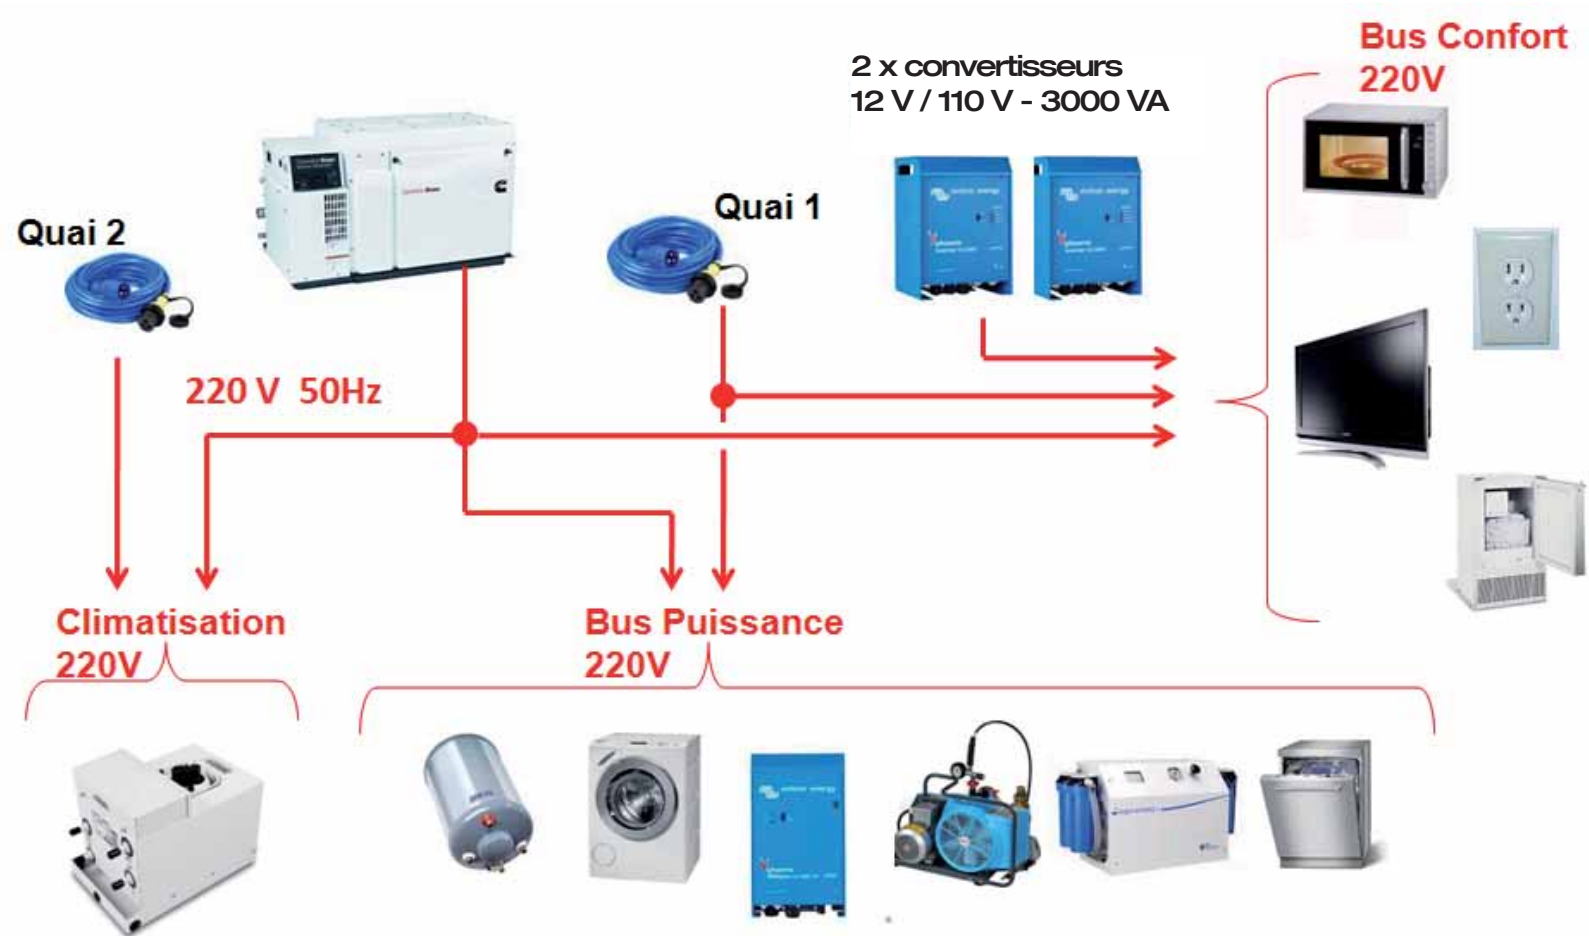 Bus Confort
220V
2 x convertisseurs
12 V / 110 V - 3000 VA
Quai 1
Quai 2
220 V 50Hz
Climatisation
220V
Bus Puissance
220V